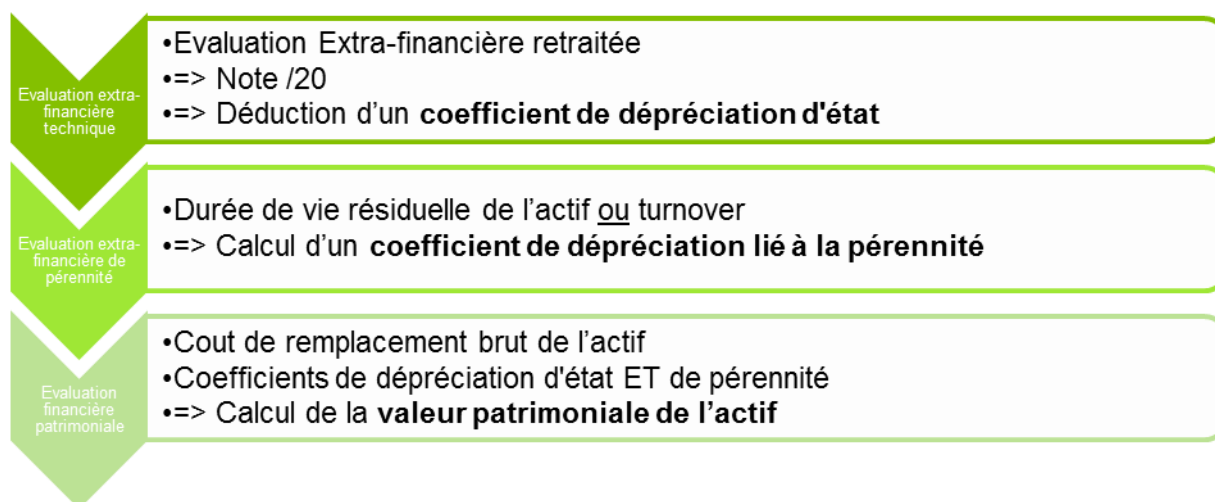 Evaluation extra-
financière
technique
•Evaluation Extra-financière retraitée
•=> Note /20
•=> Déduction d’un coefficient de dépréciation d'état
Evaluation extra-
financière de
pérennité
•Durée de vie résiduelle de l’actif ou turnover
•=> Calcul d’un coefficient de dépréciation lié à la pérennité
Evaluation
financière
patrimoniale
•Cout de remplacement brut de l’actif
•Coefficients de dépréciation d'état ET de pérennité
•=> Calcul de la valeur patrimoniale de l’actif